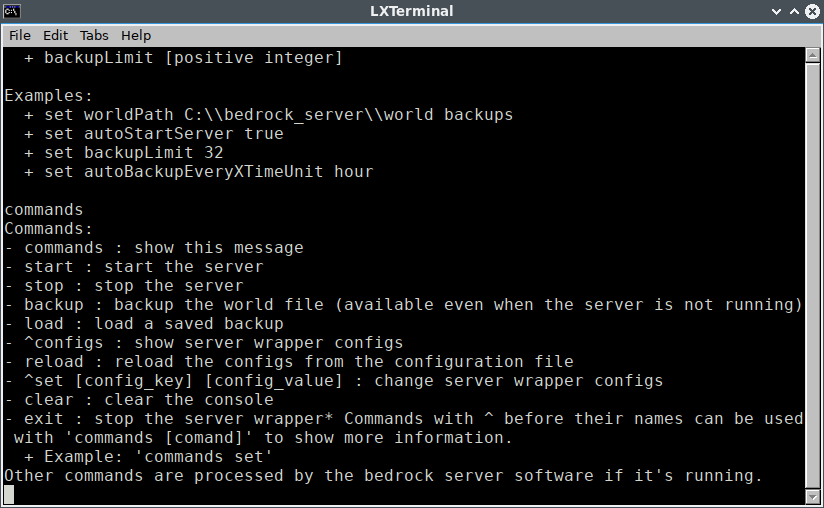 LXTerminal
File Edit Tabs Help
+ backupLimit [positive integer]
Examples:
+ set worldPath C:\\bedrock_server\\world backups
+ set autoStartServer true
+ set backupLimit 32
+ set autoBackupEveryXTimeUnit hour
commands
Commands:
- commands : show this message
- start : start the server
- stop : stop the server
- backup : backup the world file (available even when the server is not running)
- load : load a saved backup
- ^configs : show server wrapper configs
- reload : reload the configs from the configuration file
- ^set [config_key] [config_value] : change server wrapper configs
- clear : clear the console
- exit : stop the server wrapper* Commands with ^ before their names can be used
with 'commands [comand]' to show more information.
+ Example: 'commands set'
Other commands are processed by the bedrock server software if it's running.